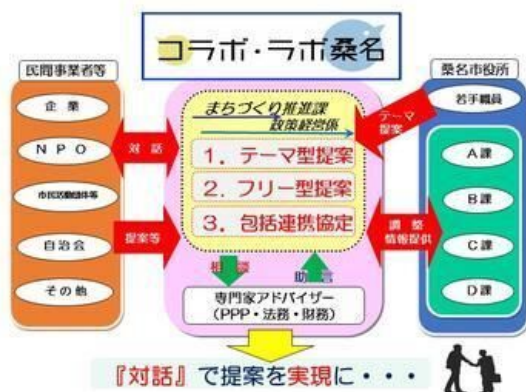 コラボ・ラボ桑名
民間事業者等
企業
NPO
市民活動団体等
自治会
その他
対話
提案等
まちづくり推進課
政策経営係
1．テーマ型提案
2．フリー型提案
3．包括連携協定
相談
助言
専門家アドバイザー
（PPP・法務・財務）
テーマ
提案
調整
情報提供
桑名市役所
若手職員
A課
B課
C課
D課
『対話』で提案を実現に・・・